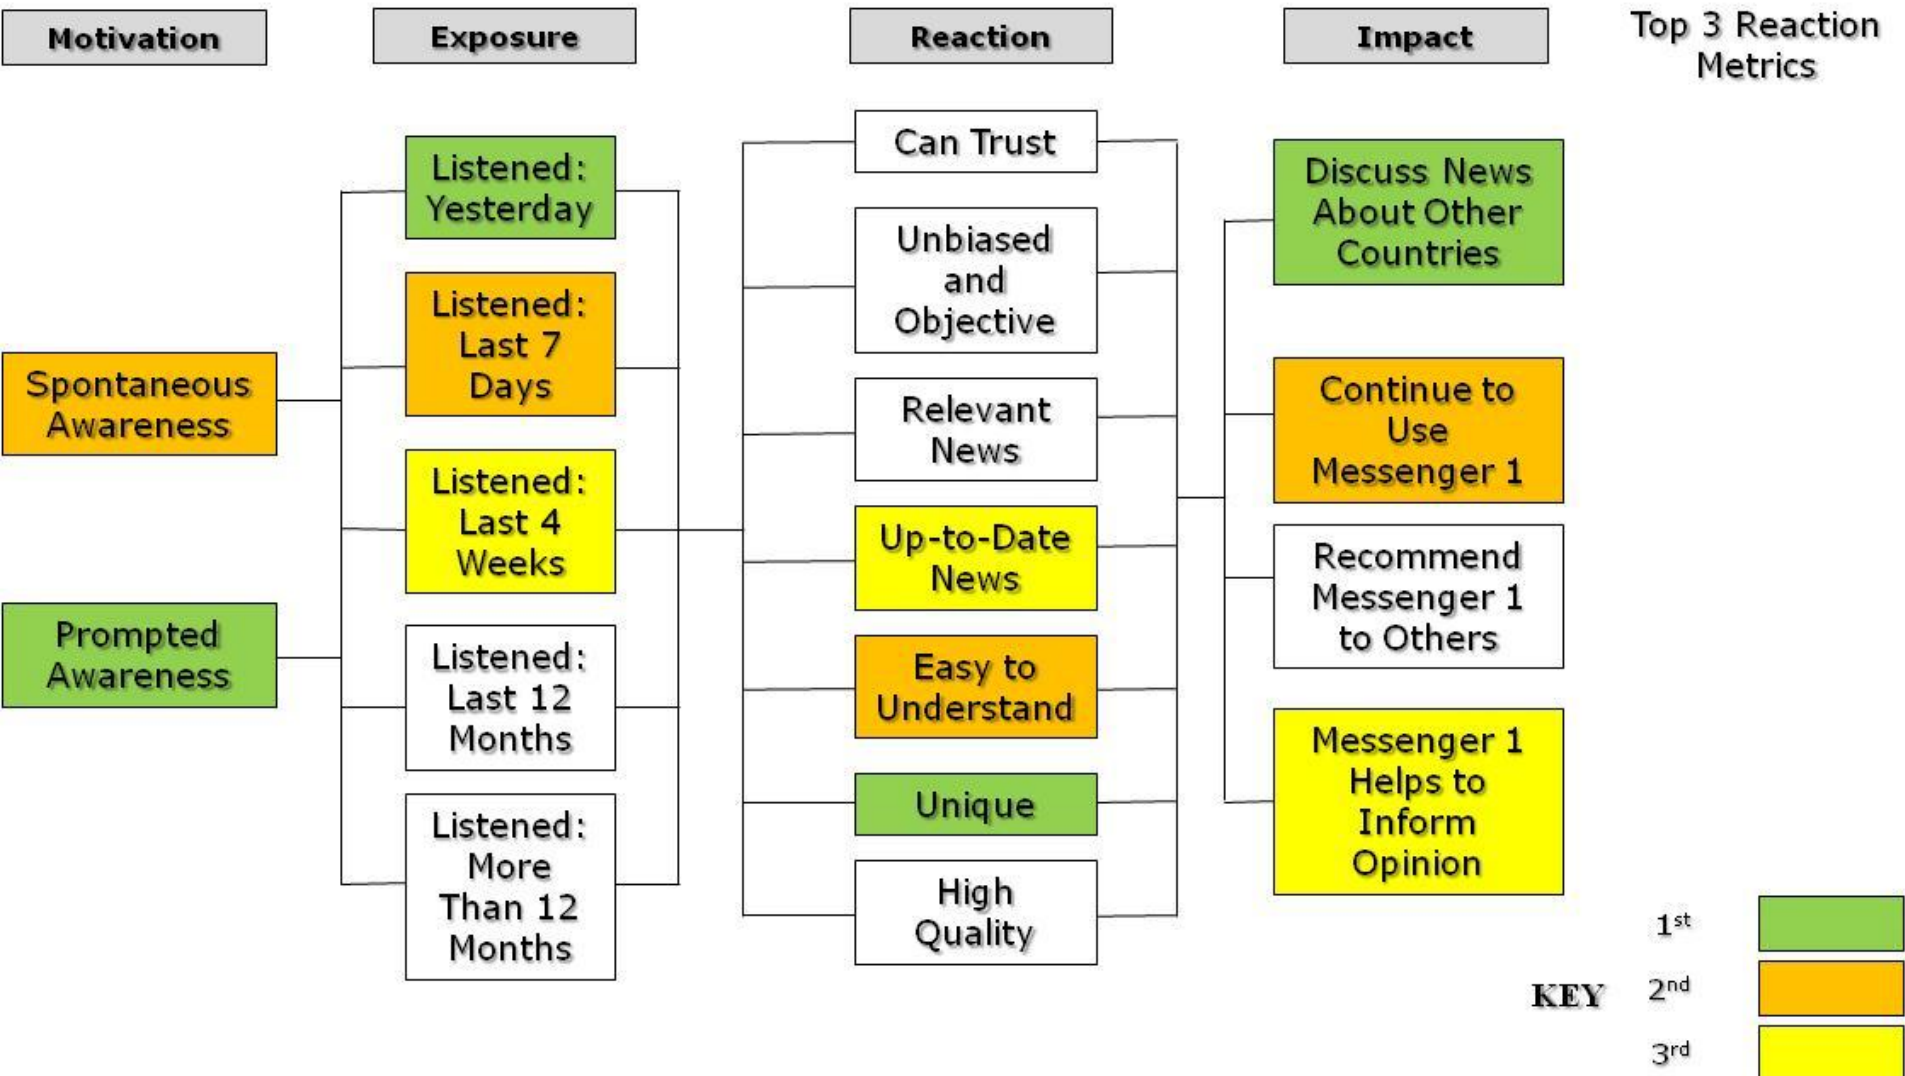 Motivation
Exposure
Reaction
Impact
Top 3 Reaction
Metrics
Spontaneous
Awareness
Prompted
Awareness
Listened:
Yesterday
Listened:
Last 7
Days
Listened:
Last 4
Weeks
Listened:
Last 12
Months
Listened:
More
Than 12
Months
Can Trust
Unbiased
and
Objective
Relevant
News
Up-to-Date
News
Easy to
Understand
Unique
High
Quality
Discuss News
About Other
Countries
Continue to
Use
Messenger 1
Recommend
Messenger 1
to Others
Messenger 1
Helps to
Inform
Opinion
KEY
1st
2nd
3rd